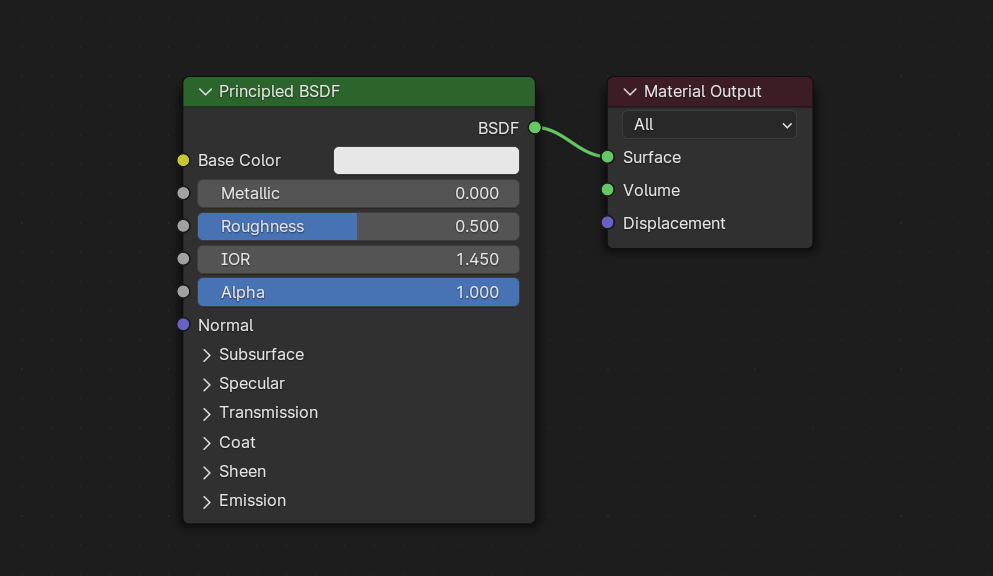 Principled BSDF
BSDF
Base Color
Metallic 0.000
Roughness 0.500
IOR 1.450
Alpha 1.000
Normal
Subsurface
Specular
Transmission
Coat
Sheen
Emission
Material Output
All
Surface
Volume
Displacement